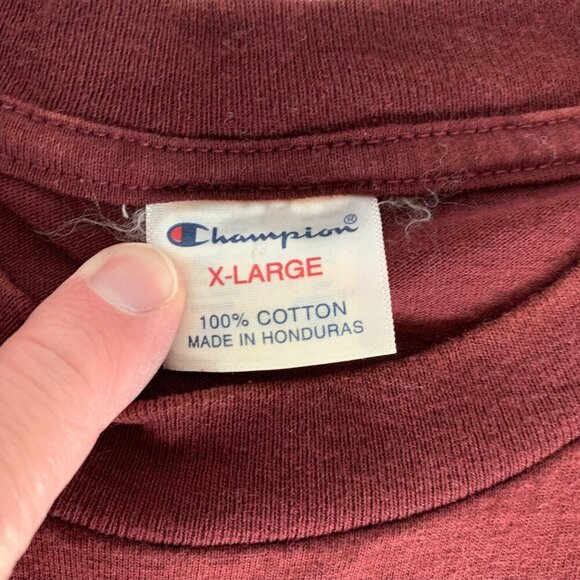 Champion®
X-LARGE
100% COTTON
MADE IN HONDURAS